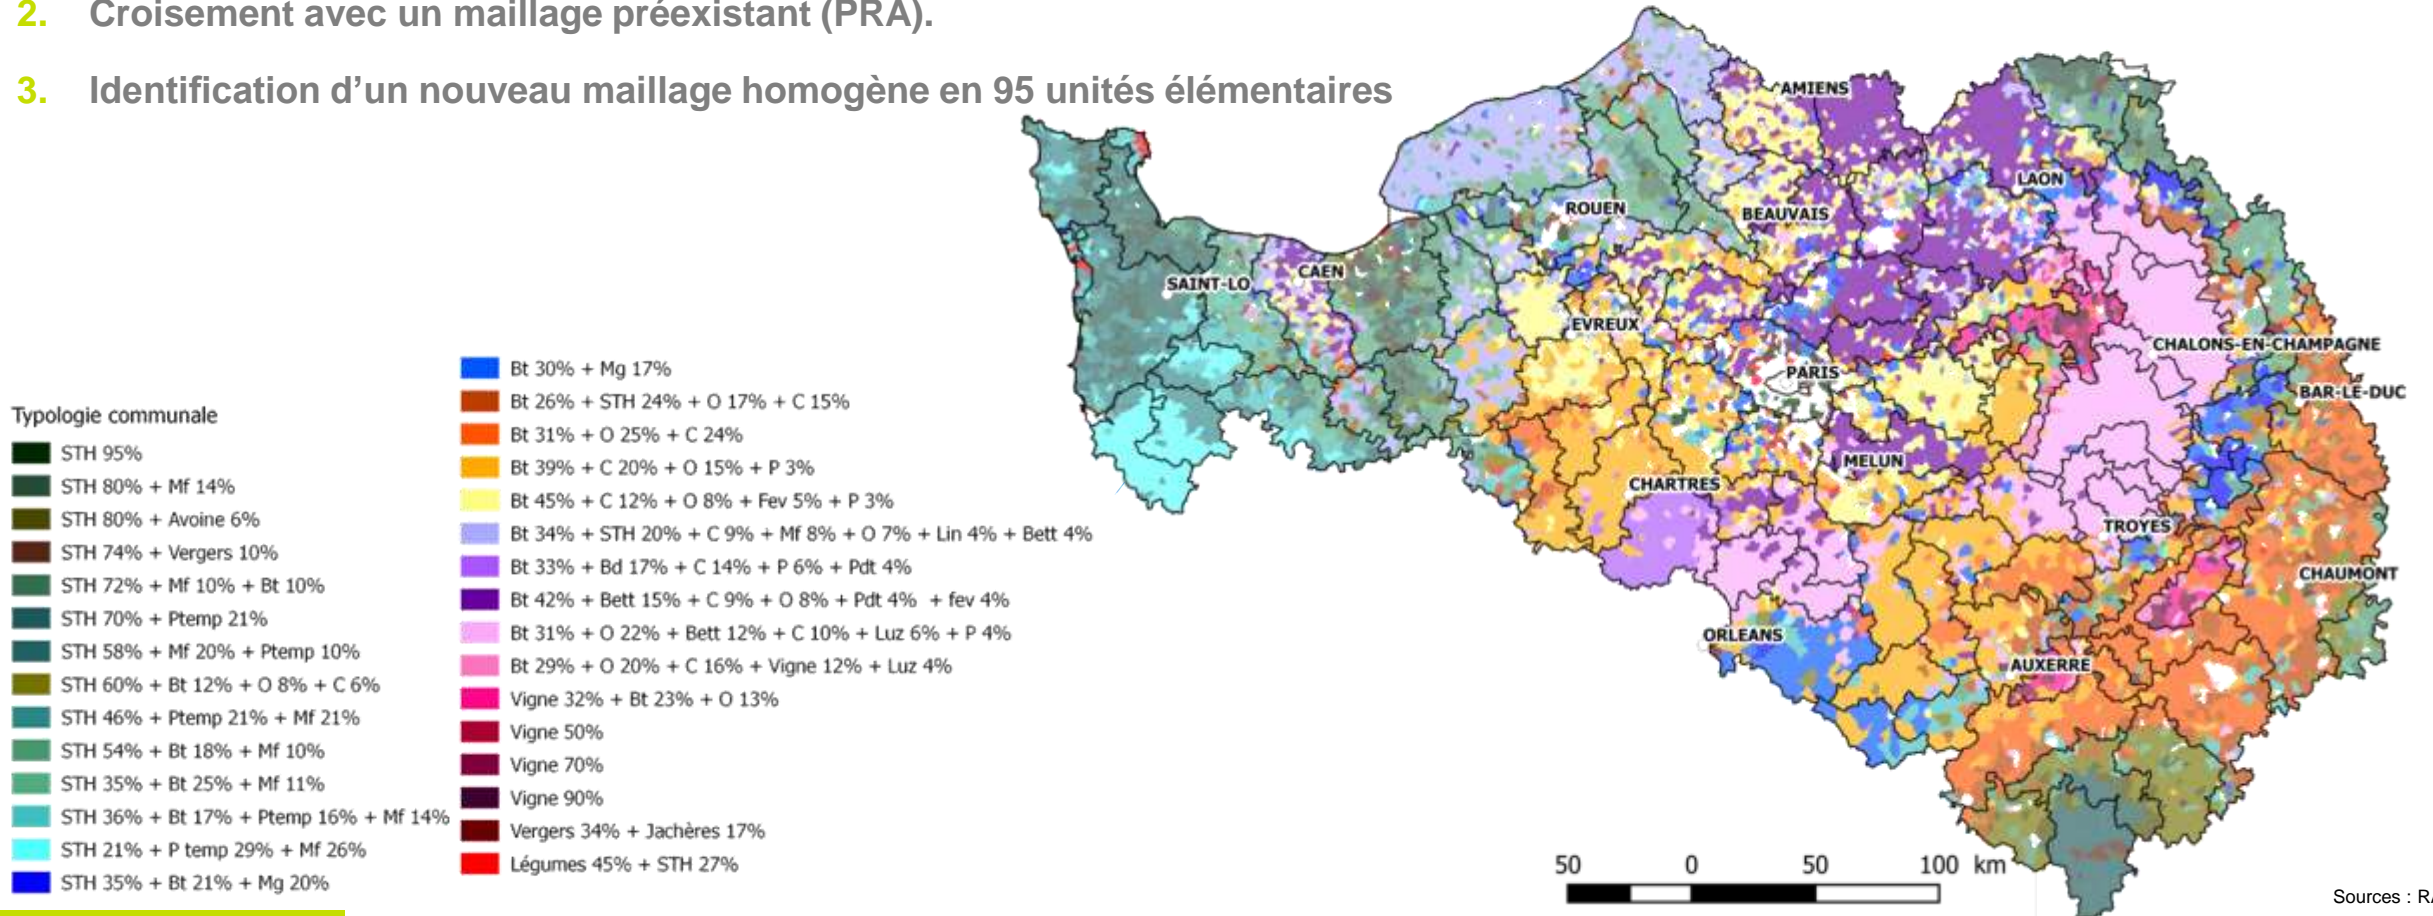 2. Croisement avec un maillage préexistant (PRA).
3. Identification d’un nouveau maillage homogène en 95 unités élémentaires
Typologie communale
STH 95%
STH 80% + Mf 14%
STH 80% + Avoine 6%
STH 74% + Vergers 10%
STH 72% + Mf 10% + Bt 10%
STH 70% + Ptemp 21%
STH 58% + Mf 20% + Ptemp 10%
STH 60% + Bt 12% + O 8% + C 6%
STH 46% + Ptemp 21% + Mf 21%
STH 54% + Bt 18% + Mf 10%
STH 35% + Bt 25% + Mf 11%
STH 36% + Bt 17% + Ptemp 16% + Mf 14%
STH 21% + P temp 29% + Mf 26%
STH 35% + Bt 21% + Mg 20%
Bt 30% + Mg 17%
Bt 26% + STH 24% + O 17% + C 15%
Bt 31% + O 25% + C 24%
Bt 39% + C 20% + O 15% + P 3%
Bt 45% + C 12% + O 8% + Fev 5% + P 3%
Bt 34% + STH 20% + C 9% + Mf 8% + O 7% + Lin 4% + Bett 4%
Bt 33% + Bd 17% + C 14% + P 6% + Pdt 4%
Bt 42% + Bett 15% + C 9% + O 8% + Pdt 4% + fev 4%
Bt 31% + O 22% + Bett 12% + C 10% + Luz 6% + P 4%
Bt 29% + O 20% + C 16% + Vigne 12% + Luz 4%
Vigne 32% + Bt 23% + O 13%
Vigne 50%
Vigne 70%
Vigne 90%
Vergers 34% + Jachères 17%
Légumes 45% + STH 27%
AMIENS
LAON
ROUEN
BEAUVAIS
CAEN
SAINT-LO
EVREUX
CHALONS-EN-CHAMPAGNE
PARIS
BAR-LE-DUC
MELUN
CHARTRES
TROYES
CHAUMONT
ORLEANS
AUXERRE
50 0 50 100 km
Sources :